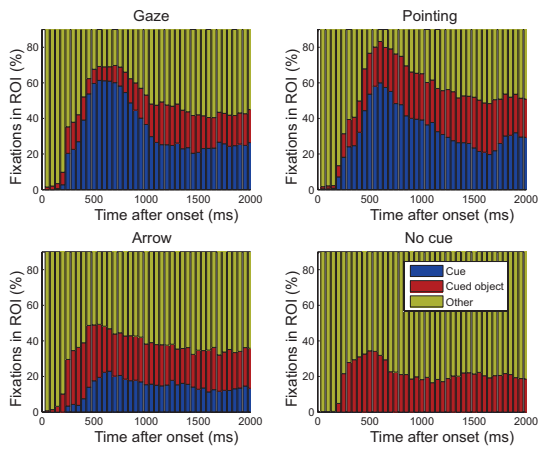 Gaze
Fixations in ROI (%)
80
60
40
20
0
0 500 1000 1500 2000
Time after onset (ms)
Pointing
Fixations in ROI (%)
80
60
40
20
0
0 500 1000 1500 2000
Time after onset (ms)
Arrow
Fixations in ROI (%)
80
60
40
20
0
0 500 1000 1500 2000
Time after onset (ms)
No cue
Fixations in ROI (%)
80
60
40
20
0
Cue
Cued object
Other
0 500 1000 1500 2000
Time after onset (ms)